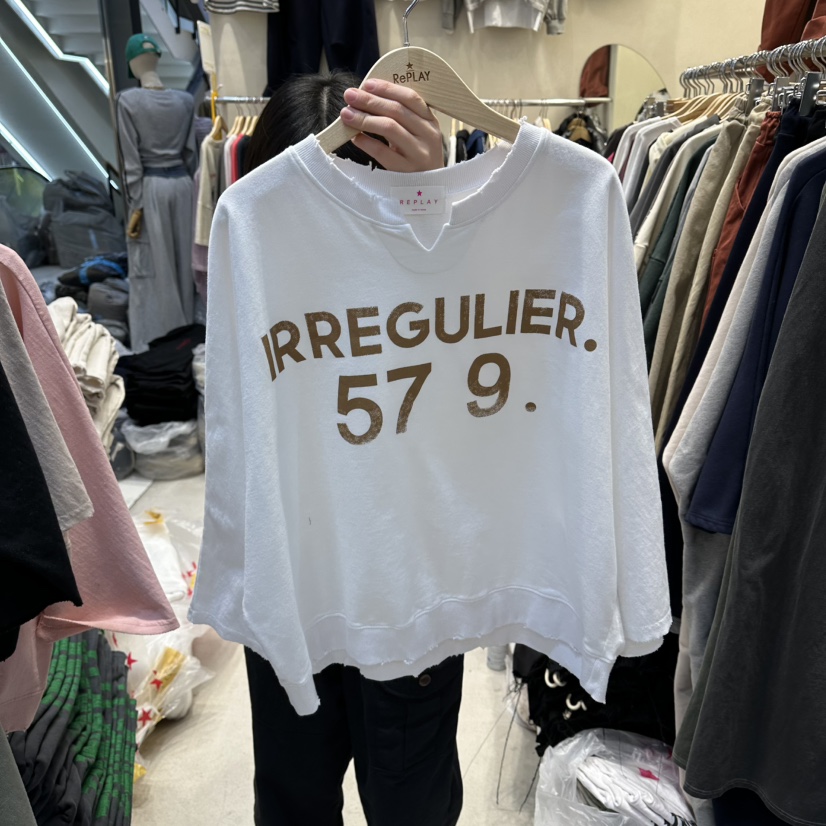 RePLAY
REPLAY
IRREGULIER.
57 9.